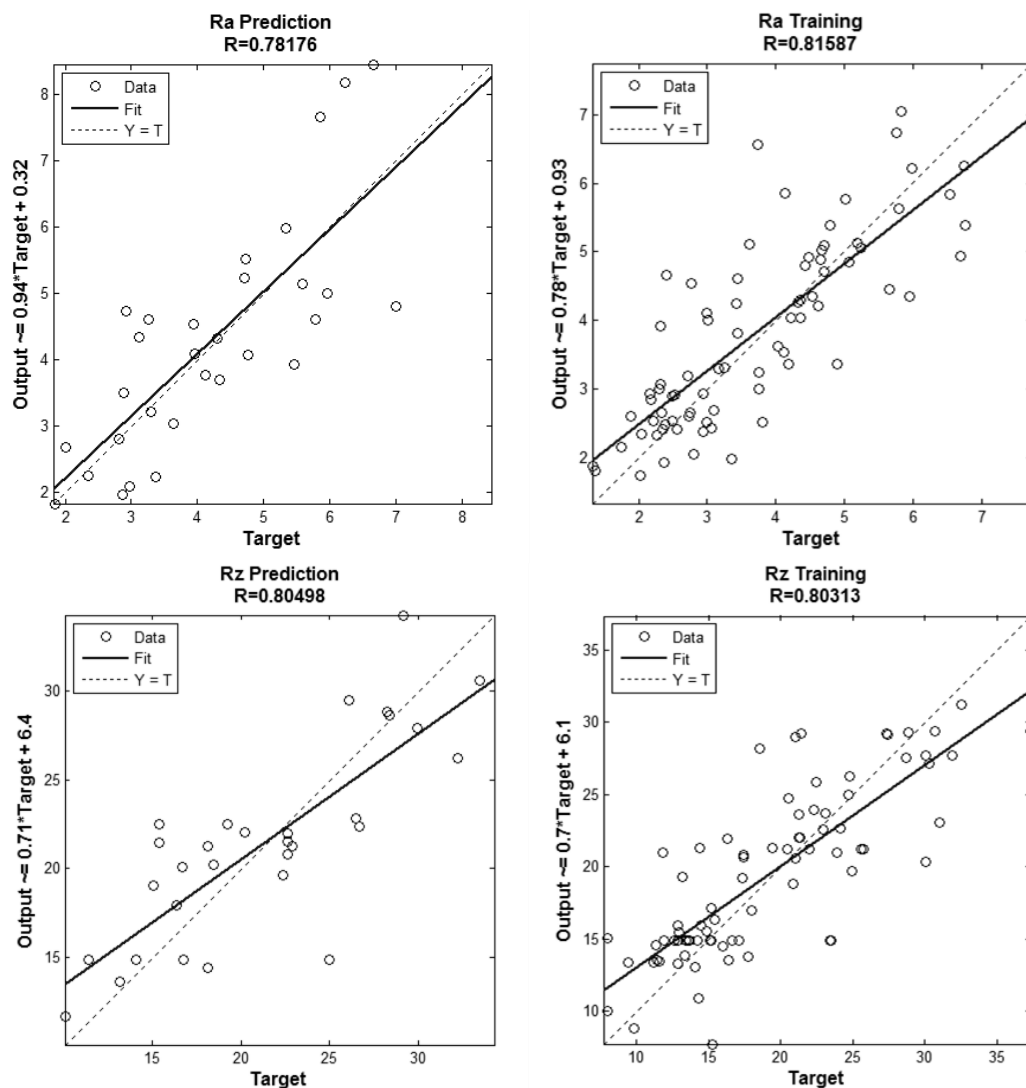 Ra Prediction
R=0.78176
Data
Fit
Y = T
8
7
6
5
4
3
2
2 3 4 5 6 7 8
Output ~= 0.94*Target + 0.32
Target
Ra Training
R=0.81587
Data
Fit
Y = T
7
6
5
4
3
2
2 3 4 5 6 7
Output ~= 0.78*Target + 0.93
Target
Rz Prediction
R=0.80498
Data
Fit
Y = T
30
25
20
15
15 20 25 30
Output ~= 0.71*Target + 6.4
Target
Rz Training
R=0.80313
Data
Fit
Y = T
35
30
25
20
15
10
10 15 20 25 30 35
Output ~= 0.7*Target + 6.1
Target